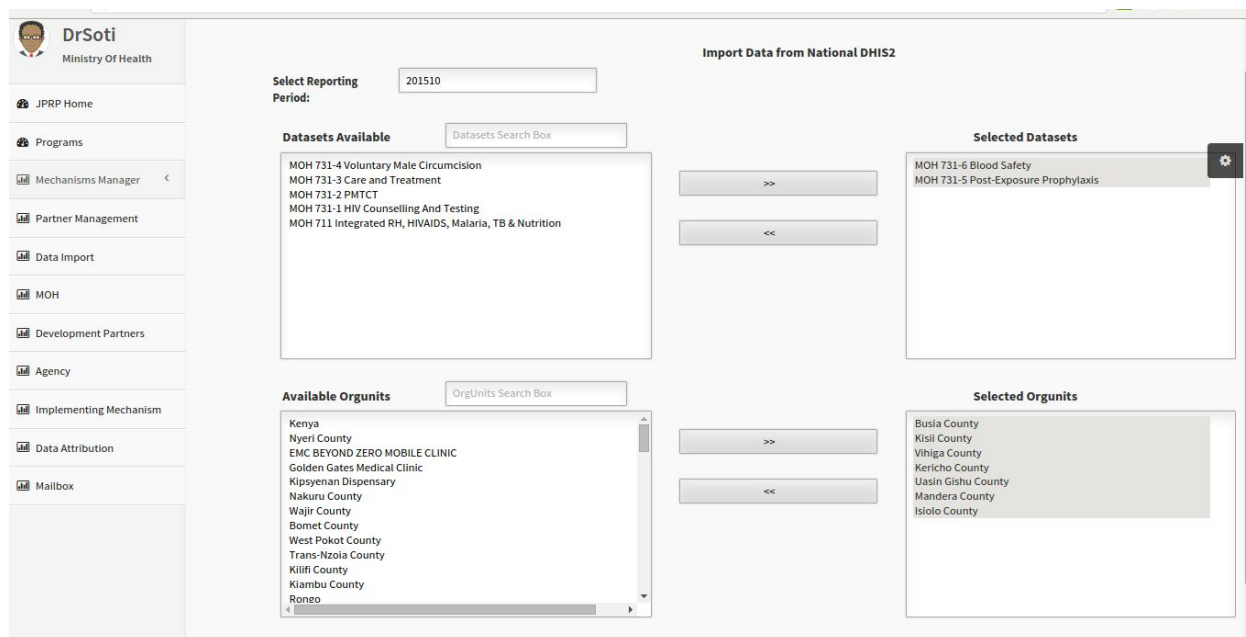 DrSoti
Ministry Of Health
JPRP Home
Programs
Mechanisms Manager
Partner Management
Data Import
MOH
Development Partners
Agency
Implementing Mechanism
Data Attribution
Mailbox
Import Data from National DHIS2
Select Reporting
Period:
201510
Datasets Available
Datasets Search Box
MOH 731-4 Voluntary Male Circumcision
MOH 731-3 Care and Treatment
MOH 731-2 PMTCT
MOH 731-1 HIV Counselling And Testing
MOH 711 Integrated RH, HIVAIDS, Malaria, TB & Nutrition
>>
<<
Selected Datasets
MOH 731-6 Blood Safety
MOH 731-5 Post-Exposure Prophylaxis
Available Orgunits
OrgUnits Search Box
Kenya
Nyeri County
EMC BEYOND ZERO MOBILE CLINIC
Golden Gates Medical Clinic
Kipsyenan Dispensary
Nakuru County
Wajir County
Bomet County
West Pokot County
Trans-Nzoia County
Kilifi County
Kiambu County
Rongo
>>
<<
Selected Orgunits
Busia County
Kisii County
Vihiga County
Kericho County
Uasin Gishu County
Mandera County
Isiolo County